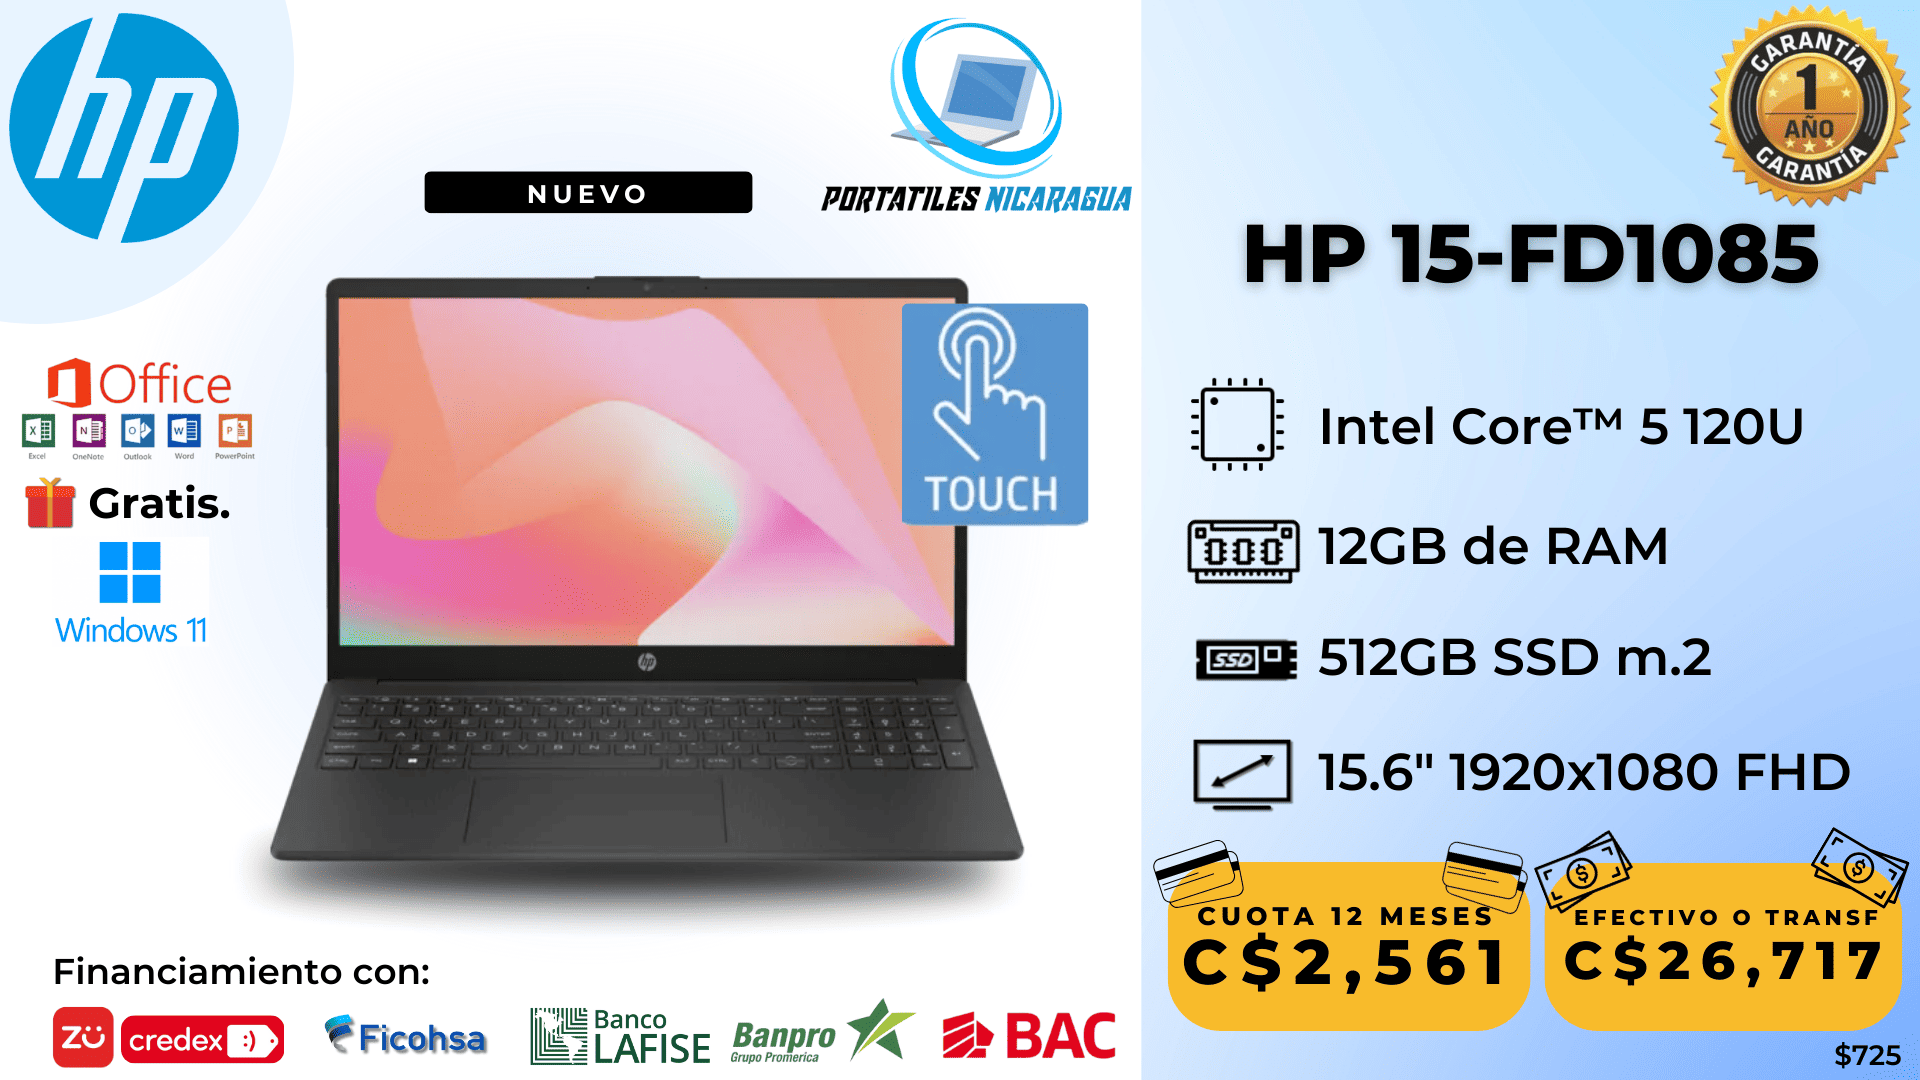 hp
NUEVO
PORTATILES NICARAGUA
GARANTÍA
1
AÑO
GARANTÍA
HP 15-FD1085
Office
Excel
OneNote
Outlook
Word
PowerPoint
Gratis.
Windows 11
TOUCH
hp
Intel Core™ 5 120U
12GB de RAM
SSD
512GB SSD m.2
15.6" 1920x1080 FHD
CUOTA 12 MESES
C$2,561
EFECTIVO O TRANSF
C$26,717
$725
Financiamiento con:
zü
credex :)
Ficohsa
Banco
LAFISE
Banpro
Grupo Promerica
BAC